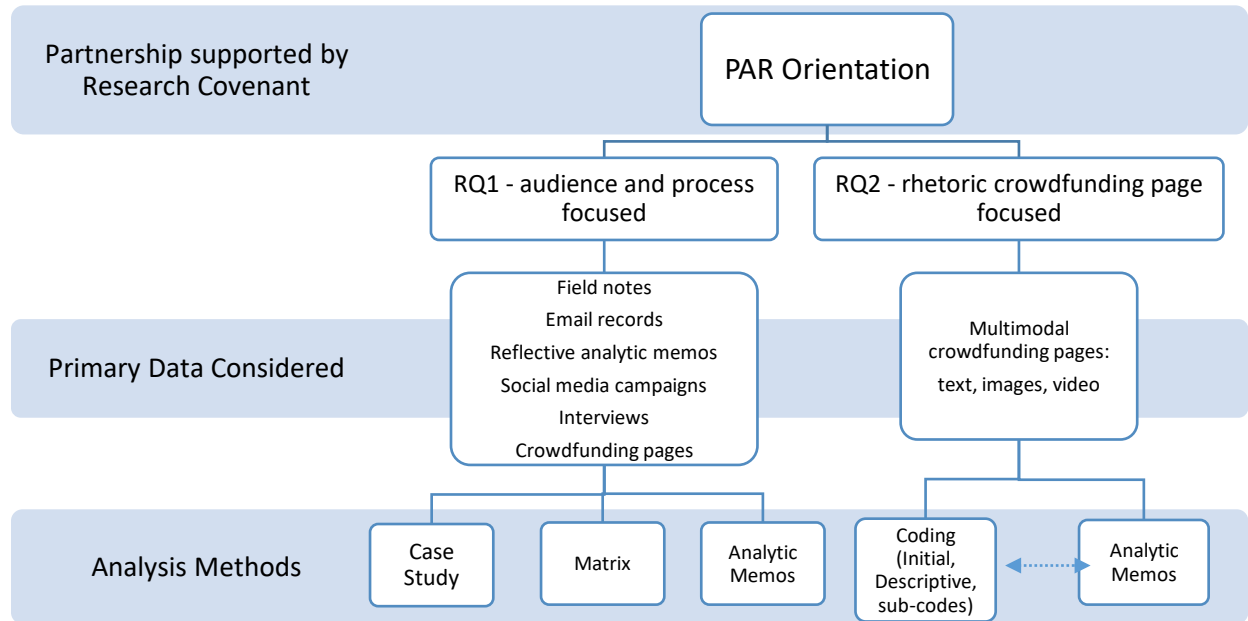 Partnership supported by
Research Covenant
PAR Orientation
RQ1 - audience and process
focused
RQ2 - rhetoric crowdfunding page
focused
Primary Data Considered
Field notes
Email records
Reflective analytic memos
Social media campaigns
Interviews
Crowdfunding pages
Multimodal
crowdfunding pages:
text, images, video
Analysis Methods
Case
Study
Matrix
Analytic
Memos
Coding
(Initial,
Descriptive,
sub-codes)
Analytic
Memos